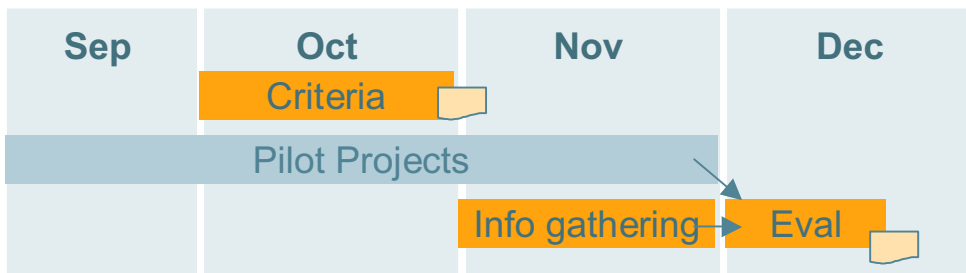 Sep Oct Nov Dec
Criteria
Pilot Projects
Info gathering Eval